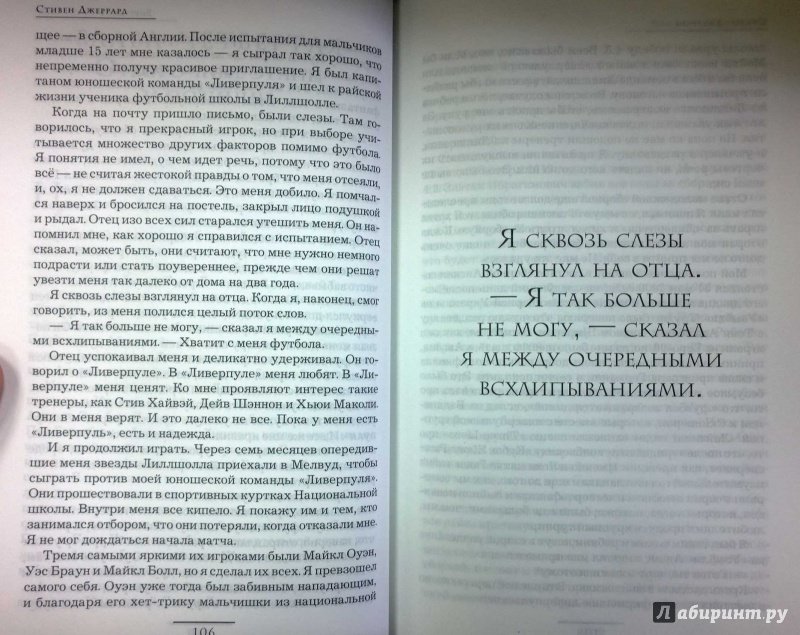 Стивен Джеррард
щее — в сборной Англии. После испытания для мальчиков
младше 15 лет мне казалось — я сыграл так хорошо, что
непременно получу красивое приглашение. Я был капи-
таном юношеской команды «Ливерпуля» и шел к райской
жизни ученика футбольной школы в Лиллшолле.
Когда на почту пришло письмо, были слезы. Там го-
ворилось, что я прекрасный игрок, но при выборе учи-
тывается множество других факторов помимо футбола.
Я понятия не имел, о чем идет речь, потому что это было
всё — не считая жестокой правды о том, что меня отсеяли,
и, ох, я не должен сдаваться. Это меня добило. Я помчал-
ся наверх и бросился на постель, закрыл лицо подушкой
и рыдал. Отец изо всех сил старался утешить меня. Он на-
помнил мне, как хорошо я справился с испытанием. Отец
сказал, может быть, они считают, что мне нужно немного
подрасти или стать поувереннее, прежде чем они решат
увезти меня так далеко от дома на два года.
Я сквозь слезы взглянул на отца. Когда я, наконец, смог
говорить, из меня полился целый поток слов.
— Я так больше не могу, — сказал я между очередны-
ми всхлипываниями. — Хватит с меня футбола.
Отец успокаивал меня и деликатно удерживал. Он го-
ворил о «Ливерпуле». В «Ливерпуле» меня любят. В «Ли-
верпуле» меня ценят. Ко мне проявляют интерес такие
тренеры, как Стив Хайвэй, Дейв Шэннон и Хьюи Маколи.
Они в меня верят. И это далеко не все. Пока у меня есть
«Ливерпуль», есть и надежда.
И я продолжил играть. Через семь месяцев опередив-
шие меня звезды Лиллшолла приехали в Мелвуд, чтобы
сыграть против моей юношеской команды «Ливерпуля».
Они прошествовали в спортивных куртках Национальной
школы. Внутри меня все кипело. Я покажу им и тем, кто
занимался отбором, что они потеряли, когда отказали мне.
Я не мог дождаться начала матча.
Тремя самыми яркими их игроками были Майкл Оуэн,
Уэс Браун и Майкл Болл, но я сделал их всех. Я превзошел
самого себя. Оуэн уже тогда был забивным нападающим,
и благодаря его хет-трику мальчишки из национальной
106
Я сквозь слезы
взглянул на отца.
— Я так больше
не могу, — сказал
я между очередными
всхлипываниями.
Лабиринт.ру